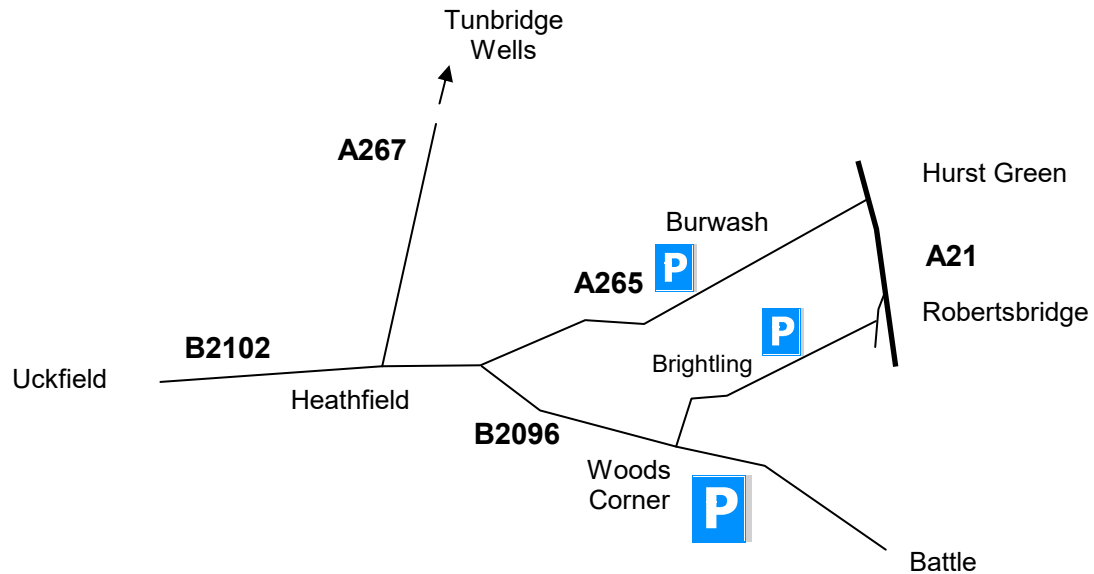 Tunbridge
Wells
A267
Hurst Green
Burwash
P
A265
A21
Robertsbridge
P
B2102
Brightling
Uckfield
Heathfield
B2096
Woods
Corner
P
Battle